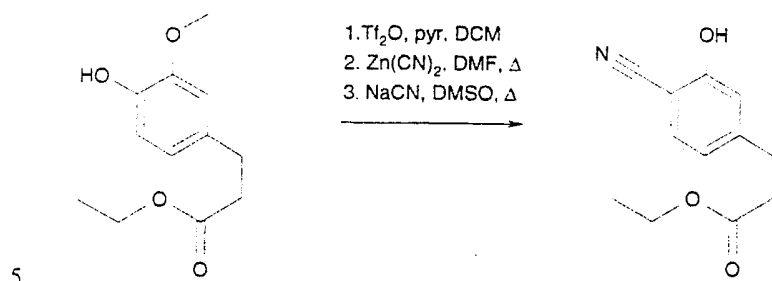 O
HO
O
O
1.Tf₂O, pyr, DCM
2. Zn(CN)₂, DMF, Δ
3. NaCN, DMSO, Δ
N
OH
O
O
5